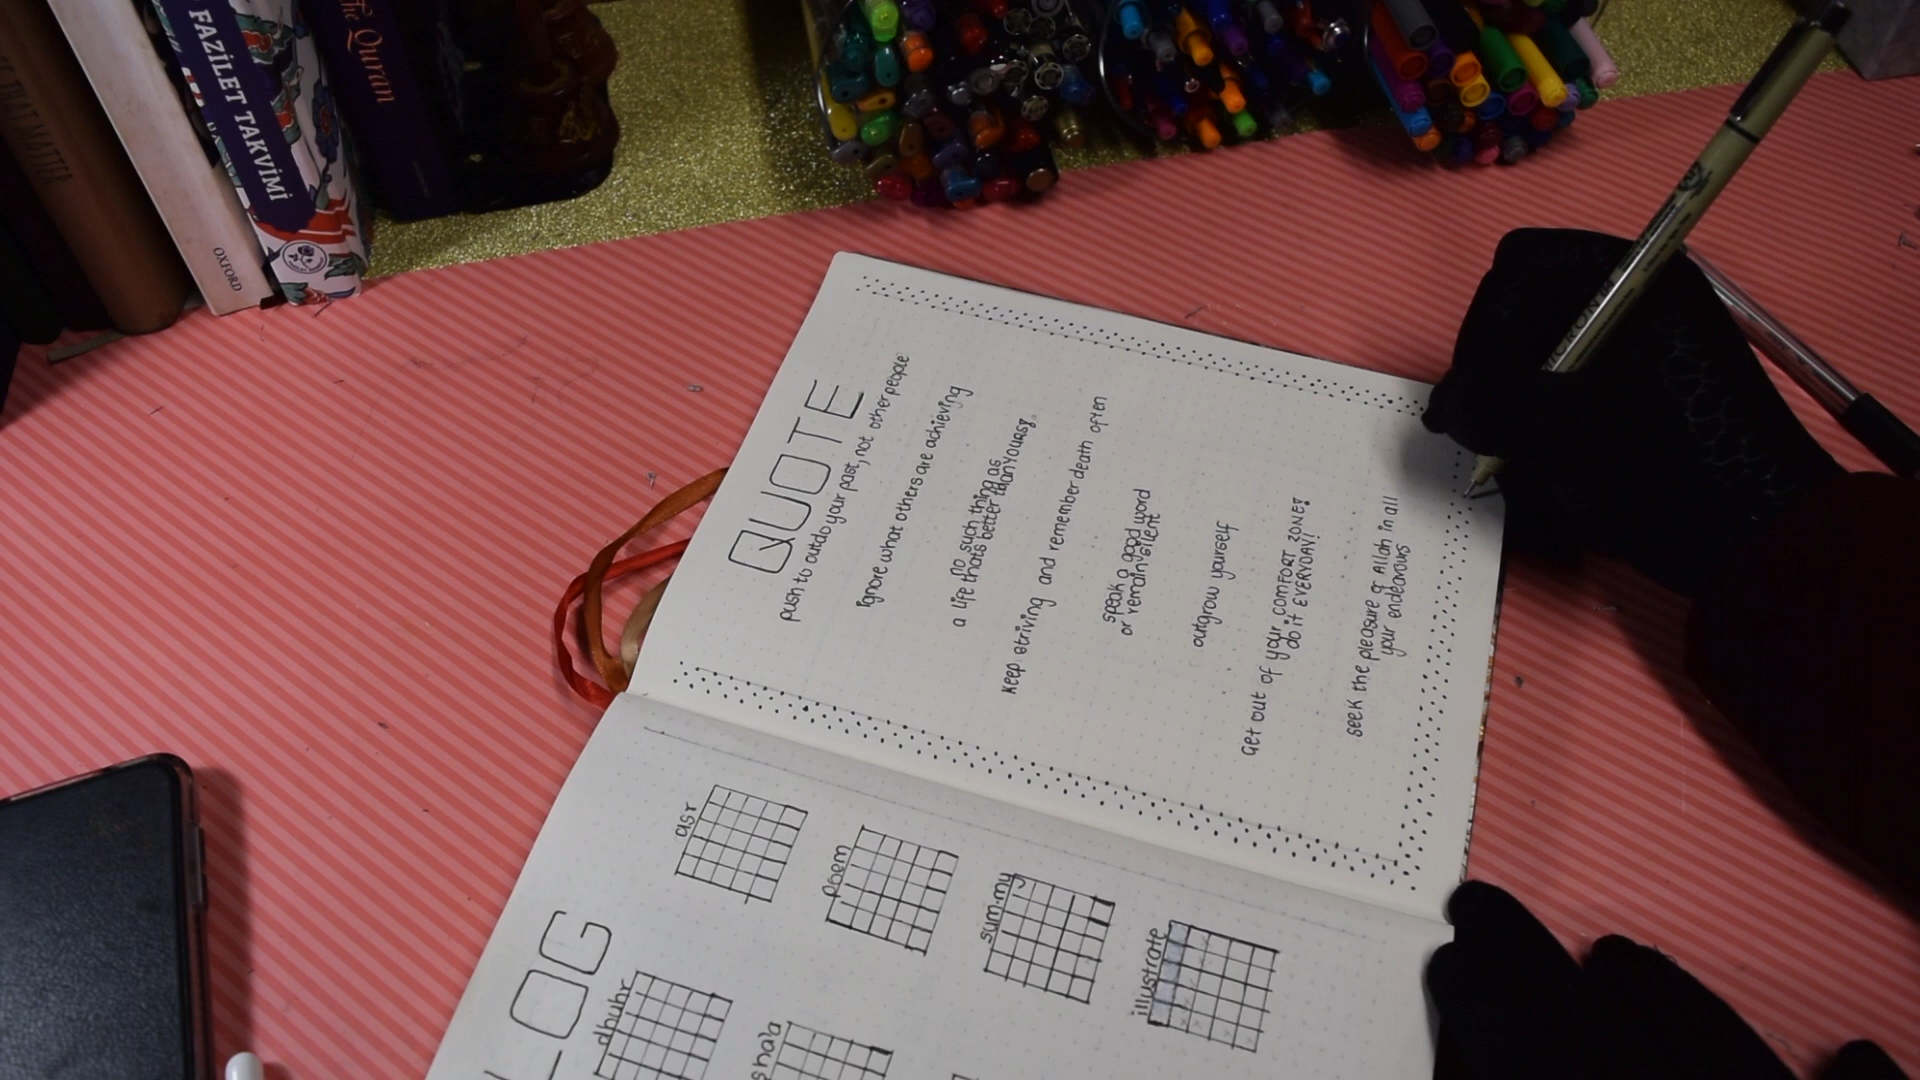 THAT MATTER
OXFORD
FAZİLET TAKVİMİ
The Quran
MICRON
QUOTE
push to outdo your past, not other people
ignore what others are achieving
no such thing as
a life thats better than YOURS!
Keep striving and remember death often
speak a good word
or remain silent
outgrow yourself
Get out of your COMFORT ZONE!
do it EVERYDAY!
seek the pleasure of Allah in all
your endeavours
asr
poem
sum-my
illustrate
OG
dhuhr